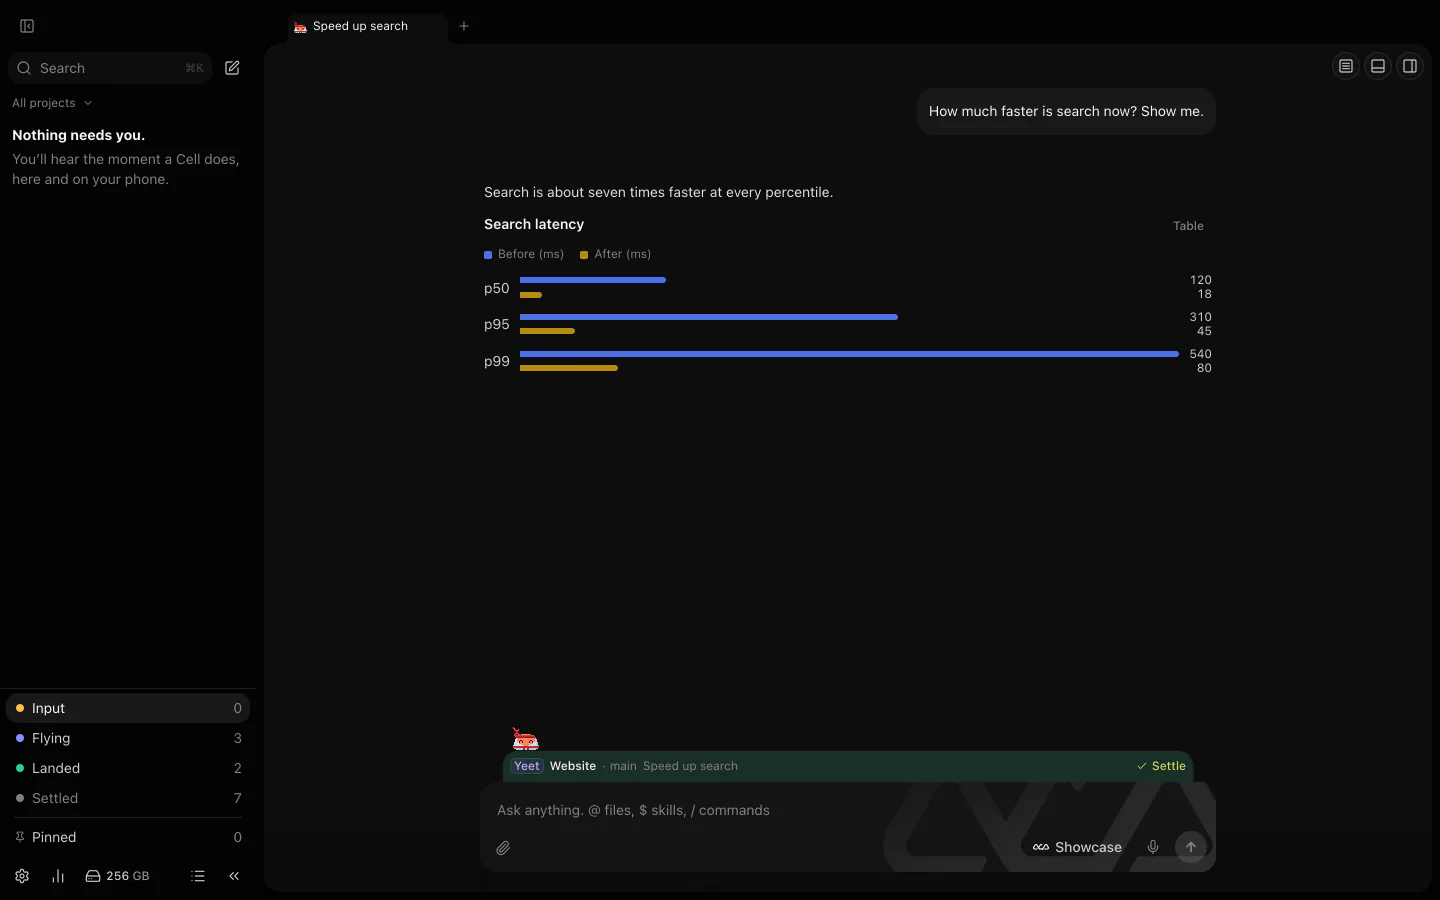 Speed up search
Search ⌘K
All projects
Nothing needs you.
You'll hear the moment a Cell does,
here and on your phone.
How much faster is search now? Show me.
Search is about seven times faster at every percentile.
Search latency
Table
Before (ms) After (ms)
p50 120
18
p95 310
45
p99 540
80
Input 0
Flying 3
Landed 2
Settled 7
Pinned 0
256 GB
Yeet Website · main Speed up search Settle
Ask anything. @ files, $ skills, / commands
Showcase